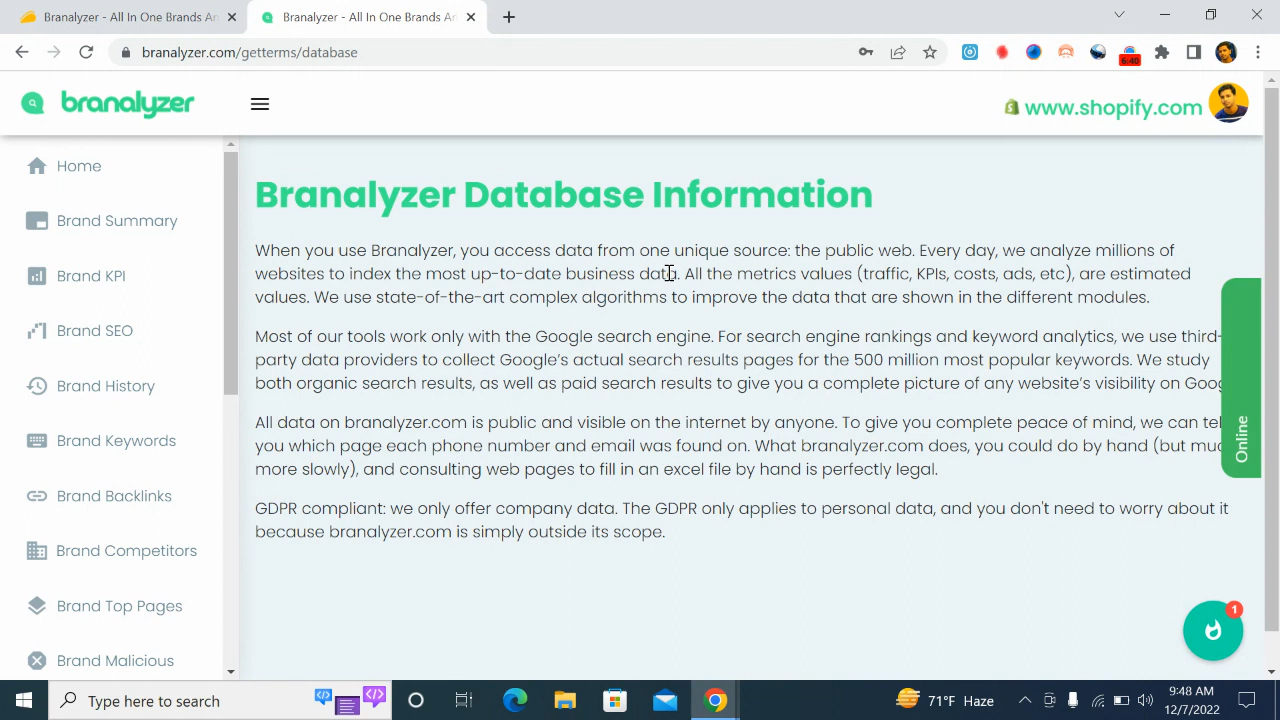 Branalyzer - All In One Brands An
Branalyzer - All In One Brands An
branalyzer.com/getterms/database
6:40
branalyzer
www.shopify.com
Home
Brand Summary
Brand KPI
Brand SEO
Brand History
Brand Keywords
Brand Backlinks
Brand Competitors
Brand Top Pages
Brand Malicious
Branalyzer Database Information
When you use Branalyzer, you access data from one unique source: the public web. Every day, we analyze millions of
websites to index the most up-to-date business data. All the metrics values (traffic, KPIs, costs, ads, etc), are estimated
values. We use state-of-the-art complex algorithms to improve the data that are shown in the different modules.
Most of our tools work only with the Google search engine. For search engine rankings and keyword analytics, we use third-
party data providers to collect Google's actual search results pages for the 500 million most popular keywords. We study
both organic search results, as well as paid search results to give you a complete picture of any website's visibility on Goog
All data on branalyzer.com is public and visible on the internet by anyone. To give you complete peace of mind, we can tel
you which page each phone number and email was found on. What branalyzer.com does, you could do by hand (but muc
more slowly), and consulting web pages to fill in an excel file by hand is perfectly legal.
GDPR compliant: we only offer company data. The GDPR only applies to personal data, and you don't need to worry about it
because branalyzer.com is simply outside its scope.
Online
1
Type here to search
71°F Haze
9:48 AM
12/7/2022